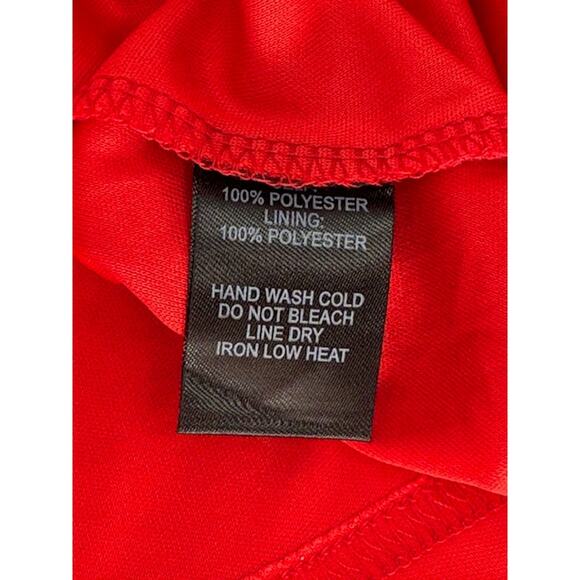 100% POLYESTER
LINING:
100% POLYESTER
HAND WASH COLD
DO NOT BLEACH
LINE DRY
IRON LOW HEAT